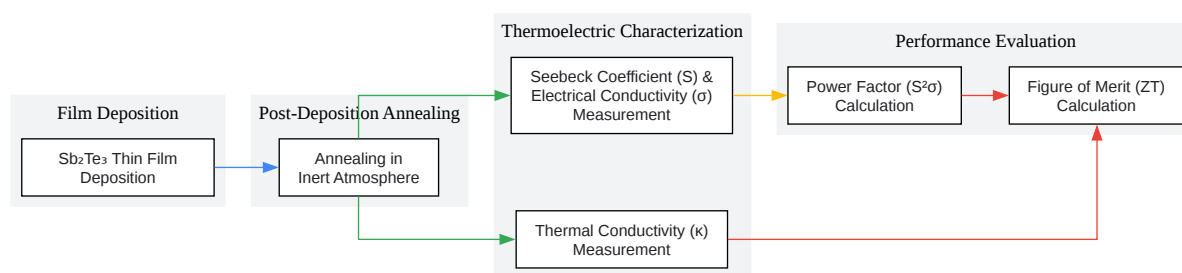 Film Deposition
Sb₂Te₃ Thin Film
Deposition
Post-Deposition Annealing
Annealing in
Inert Atmosphere
Thermoelectric Characterization
Seebeck Coefficient (S) &
Electrical Conductivity (σ)
Measurement
Thermal Conductivity (κ)
Measurement
Performance Evaluation
Power Factor (S²σ)
Calculation
Figure of Merit (ZT)
Calculation